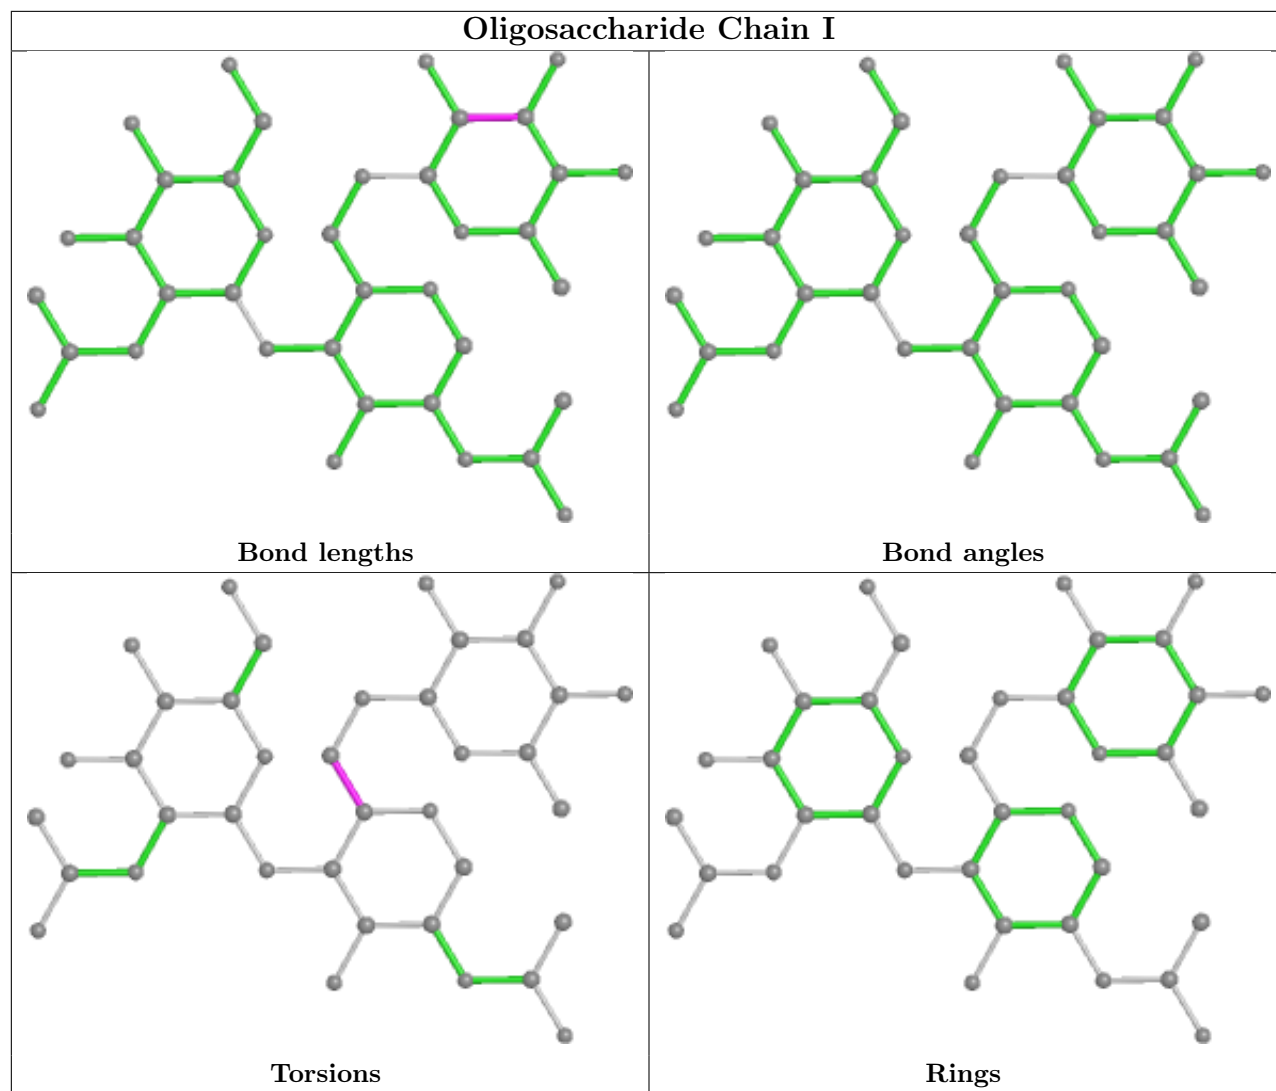 Oligosaccharide Chain I
Bond lengths
Bond angles
Torsions
Rings